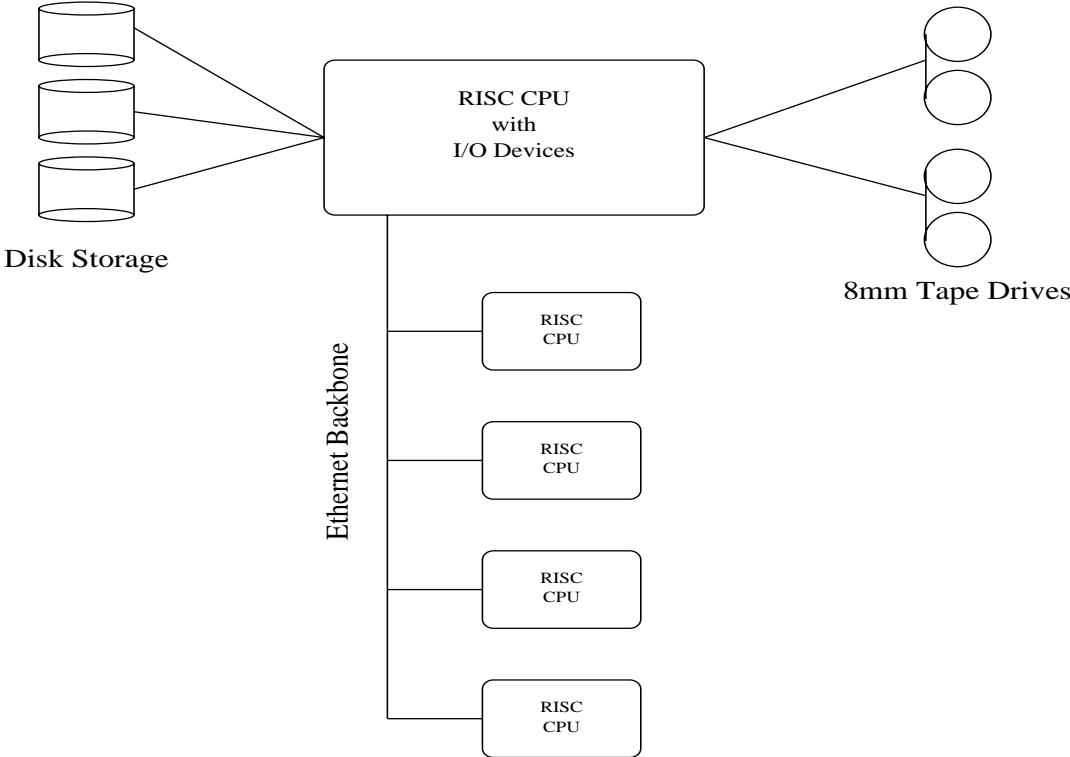 RISC CPU
with
I/O Devices
Disk Storage
8mm Tape Drives
Ethernet Backbone
RISC
CPU
RISC
CPU
RISC
CPU
RISC
CPU